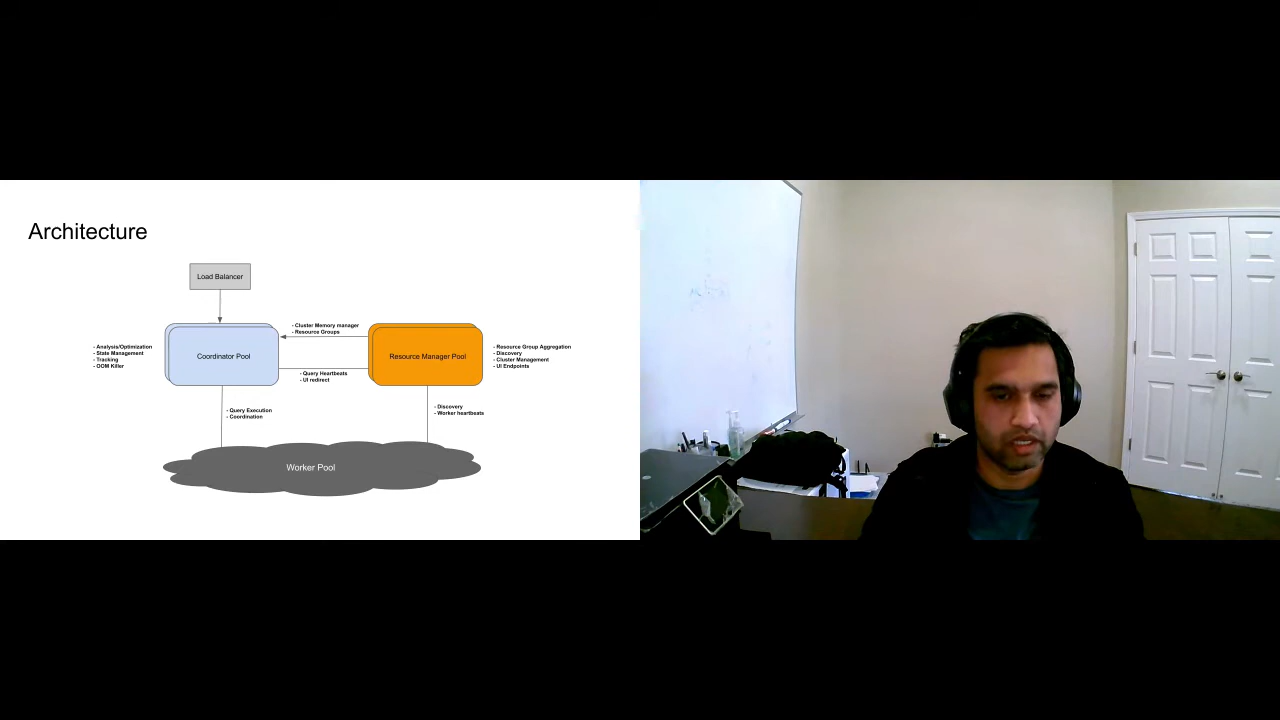 Architecture
Load Balancer
- Cluster Memory manager
- Resource Groups
- Analysis/Optimization
- State Management
- Tracking
- OOM Killer
Coordinator Pool
Resource Manager Pool
- Resource Group Aggregation
- Discovery
- Cluster Management
- UI Endpoints
- Query Heartbeats
- UI redirect
- Query Execution
- Coordination
- Discovery
- Worker heartbeats
Worker Pool